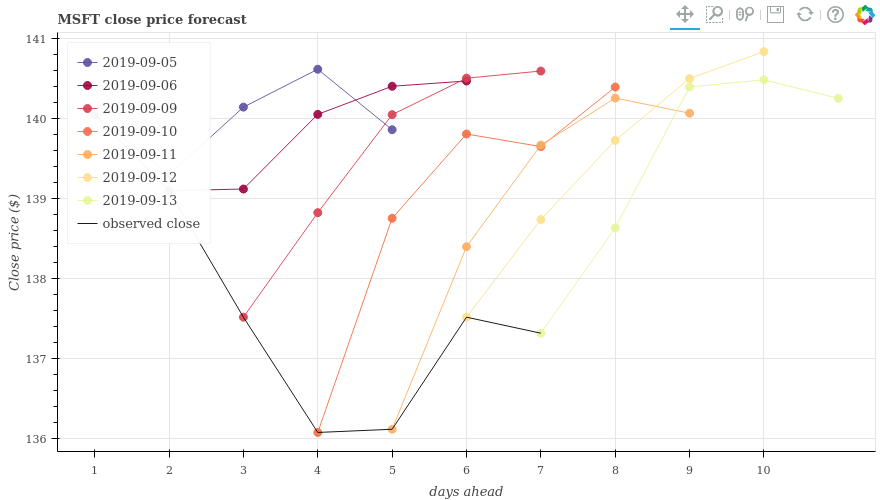 MSFT close price forecast
141
140
139
138
137
136
Close price ($)
2019-09-05
2019-09-06
2019-09-09
2019-09-10
2019-09-11
2019-09-12
2019-09-13
observed close
1 2 3 4 5 6 7 8 9 10
days ahead